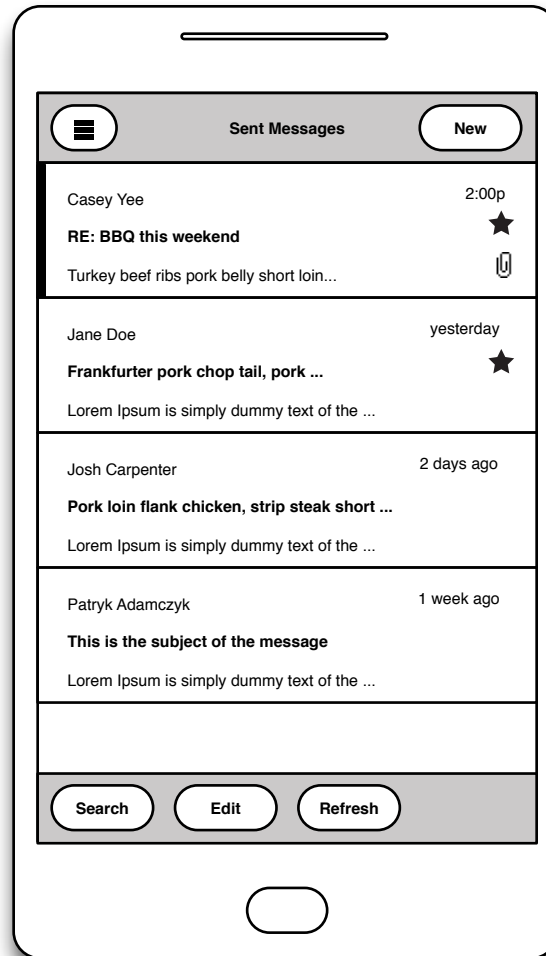 Sent Messages
New
Casey Yee
2:00p
RE: BBQ this weekend
Turkey beef ribs pork belly short loin...
Jane Doe
yesterday
Frankfurter pork chop tail, pork ...
Lorem Ipsum is simply dummy text of the ...
Josh Carpenter
2 days ago
Pork loin flank chicken, strip steak short ...
Lorem Ipsum is simply dummy text of the ...
Patryk Adamczyk
1 week ago
This is the subject of the message
Lorem Ipsum is simply dummy text of the ...
Search
Edit
Refresh